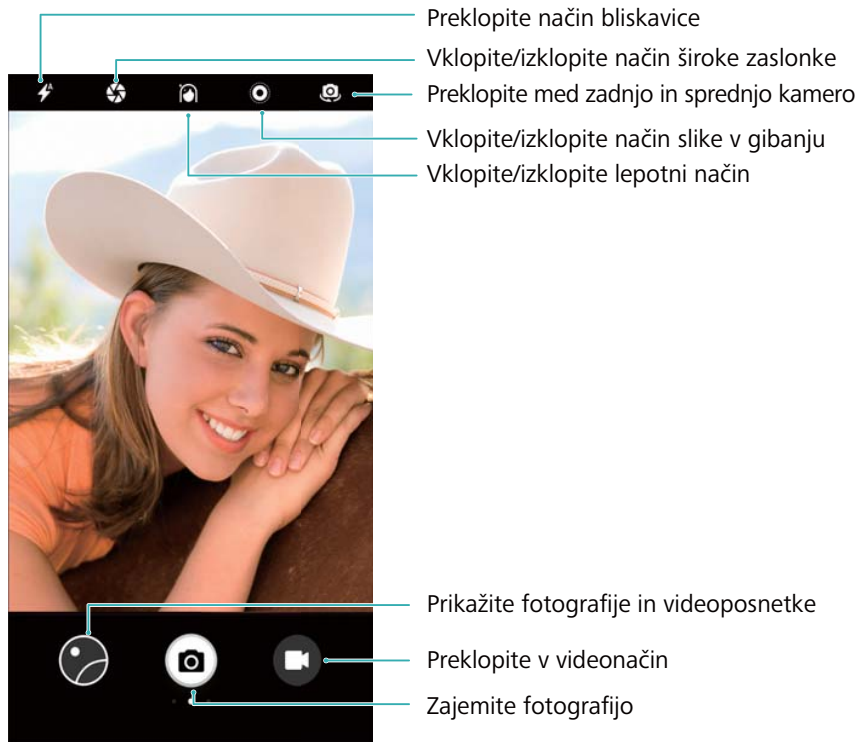 Preklopite način bliskavice
Vklopite/izklopite način široke zaslonke
Preklopite med zadnjo in sprednjo kamero
Vklopite/izklopite način slike v gibanju
Vklopite/izklopite lepotni način
Prikažite fotografije in videoposnetke
Preklopite v videonačin
Zajemite fotografijo